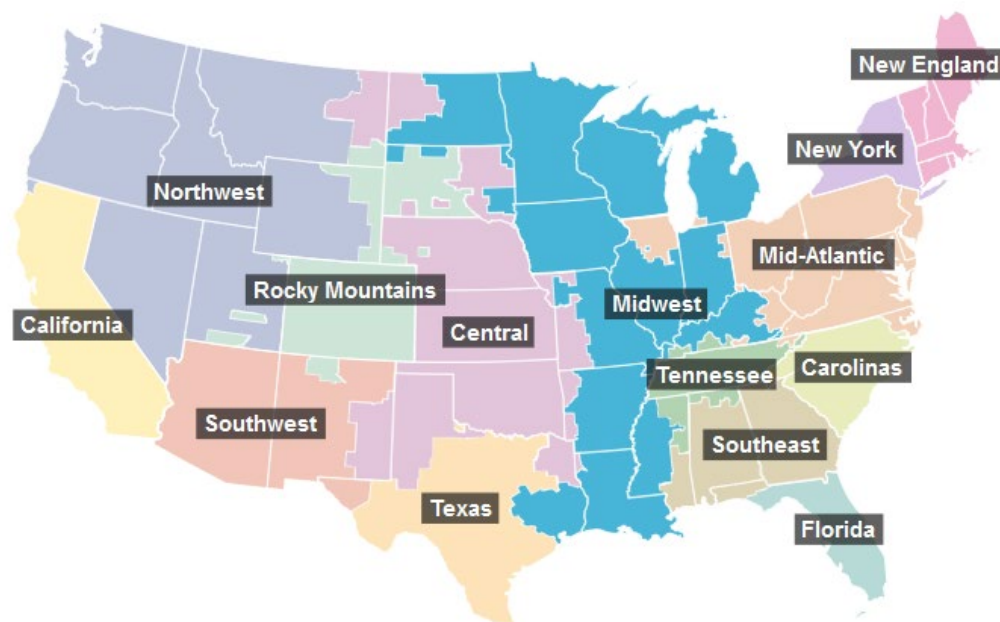 New England
New York
Northwest
Mid-Atlantic
Rocky Mountains
Midwest
California
Central
Tennessee
Carolinas
Southwest
Southeast
Texas
Florida